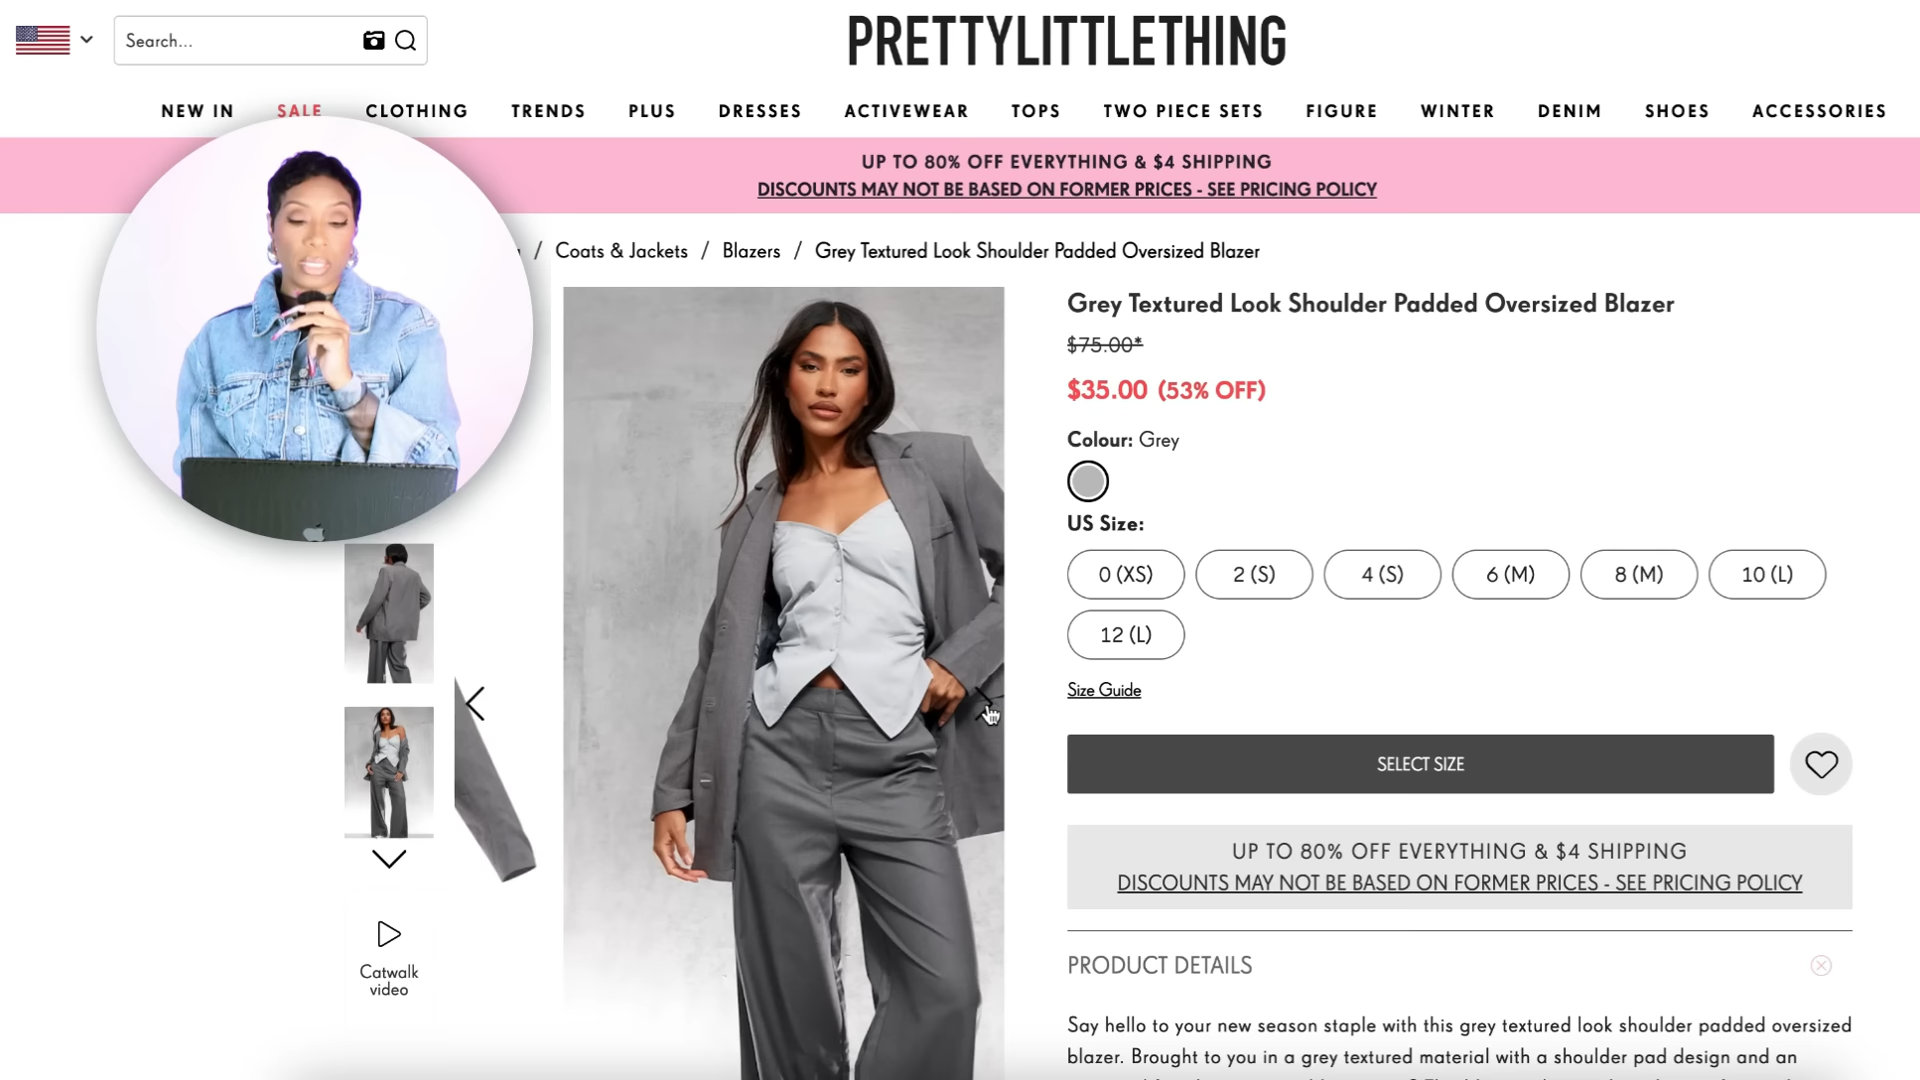 Search...
PRETTYLITTLETHING
NEW IN
SALE
CLOTHING
TRENDS
PLUS
DRESSES
ACTIVEWEAR
TOPS
TWO PIECE SETS
FIGURE
WINTER
DENIM
SHOES
ACCESSORIES
UP TO 80% OFF EVERYTHING & $4 SHIPPING
DISCOUNTS MAY NOT BE BASED ON FORMER PRICES - SEE PRICING POLICY
/ Coats & Jackets / Blazers / Grey Textured Look Shoulder Padded Oversized Blazer
Grey Textured Look Shoulder Padded Oversized Blazer
$75.00*
$35.00 (53% OFF)
Colour: Grey
US Size:
0 (XS)
2 (S)
4 (S)
6 (M)
8 (M)
10 (L)
12 (L)
Size Guide
SELECT SIZE
UP TO 80% OFF EVERYTHING & $4 SHIPPING
DISCOUNTS MAY NOT BE BASED ON FORMER PRICES - SEE PRICING POLICY
Catwalk
video
PRODUCT DETAILS
Say hello to your new season staple with this grey textured look shoulder padded oversized
blazer. Brought to you in a grey textured material with a shoulder pad design and an